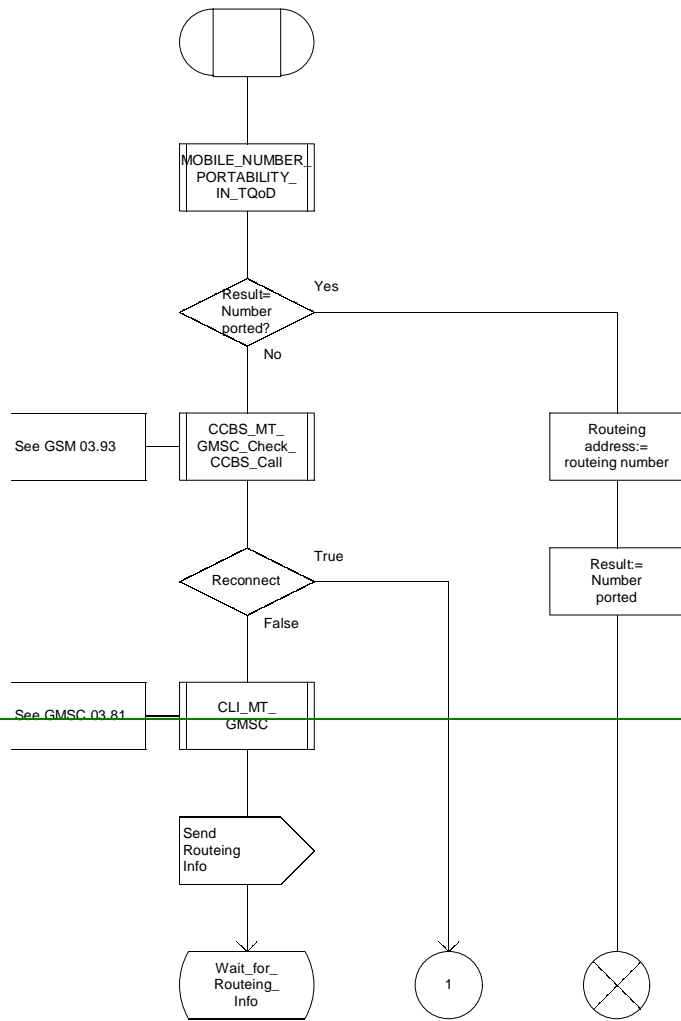 MOBILE_NUMBER_
PORTABILITY_
IN_TQoD
Yes
Result=
Number
ported?
No
See GSM 03.93
CCBS_MT_
GMSC_Check_
CCBS_Call
Routeing
address:=
routeing number
True
Reconnect
False
Result:=
Number
ported
See GMSC 03.81
CLI_MT_
GMSC
Send
Routeing
Info
Wait_for_
Routeing_
Info
1